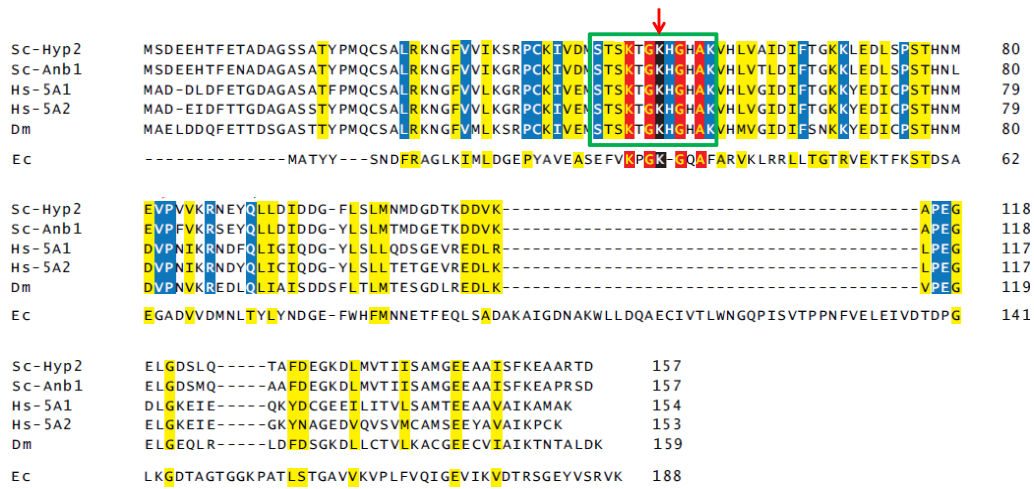 Sc-Hyp2 MSDEEHTFETADAGSSATYPMQCSALRKNGFVVIKSRPCKIVDMSTSKTGKHGHAKVHLVAIDIFTGKKLEDLSPSTHNM 80
Sc-Anb1 MSDEEHTFENADAGSSATYPMQCSALRKNGFVVIKGRPCKIVDMSTSKTGKHGHAKVHLVTLDIFTGKKLEDLSPSTHNL 80
Hs-5A1 MAD-DLDFETGDAGASATFPMQCSALRKNGFVVLKGRPCKIVEMSTSKTGKHGHAKVHLVGIDIFTGKKYEDICPSTHNM 79
Hs-5A2 MAD-EIDFTTGDAGASSTYPMQCSALRKNGFVVLKGRPCKIVEMSTSKTGKHGHAKVHLVGIDIFTGKKYEDICPSTHNM 79
Dm MAELDDQFETTDSGASTTYPMQCSALRKNGFVMLKSRPCKIVEMSTSKTGKHGHAKVHMVGIDIFSNKKYEDICPSTHNM 80
Ec --------------MATYY---SNDFRAGLKIMLDGEPYAVEASEFVKPGK-GQAFARVKLRRLLTGTRVEKTFKSTDSA 62
Sc-Hyp2 EVPVVKRNEYQLLDIDDG-FLSLMNMDGDTKDDVK------------------------------------APEG 118
Sc-Anb1 EVPFVKRSEYQLLDIDDG-YLSLMTMDGETKDDVK------------------------------------APEG 118
Hs-5A1 DVPNIKRNDFQLIGIQDG-YLSLLQDSGEVREDLR------------------------------------LPEG 117
Hs-5A2 DVPNIKRNDYQLICIQDG-YLSLLTETGEVREDLK------------------------------------LPEG 117
Dm DVPNVKREDLQLIAISDDSFLTLMTESGDLREDLK------------------------------------VPEG 119
Ec EGADVVDMNLTYLYNDGE-FWHFMNNETFEQLSADAKAIGDNAKWLLDQAECIVTLWNGQPISVTPPNFVELEIVDTDPG 141
Sc-Hyp2 ELGDSLQ-----TAFDEGKDLMVTIISAMGEEAAISFKEAARTD 157
Sc-Anb1 ELGDSMQ-----AAFDEGKDLMVTIISAMGEEAAISFKEAPRSD 157
Hs-5A1 DLGKEIE-----QKYDCGEEILITVLSAMTEEAAVAIKAMAK 154
Hs-5A2 ELGKEIE-----GKYNAGEDVQVSVMCAMSEEYAVAIKPCK 153
Dm ELGEQLR-----LDFDSGKDLLCTVLKACGEECVIAIKTNTALDK 159
Ec LKGDTAGTGGKPATLSTGAVVKVPLFVQIGEVIKVDTRSGEYVSRVK 188